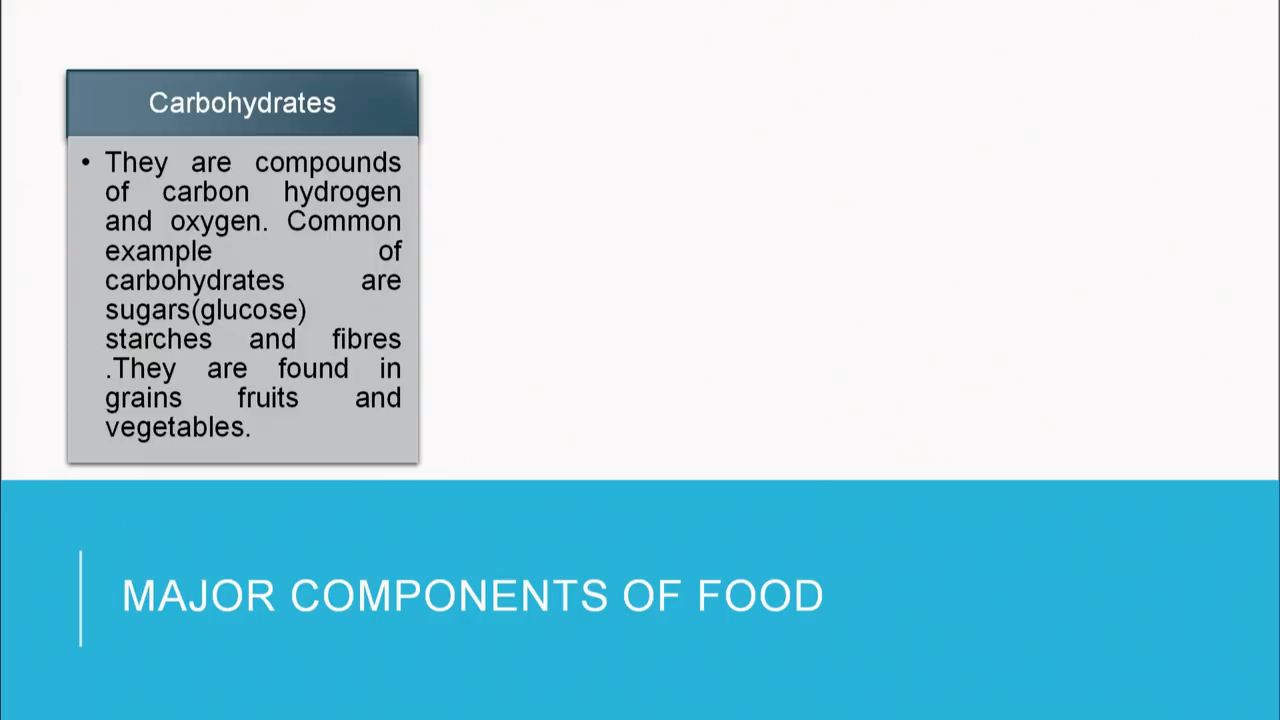 Carbohydrates
• They are compounds
of carbon hydrogen
and oxygen. Common
example of
carbohydrates are
sugars(glucose)
starches and fibres
.They are found in
grains fruits and
vegetables.
MAJOR COMPONENTS OF FOOD